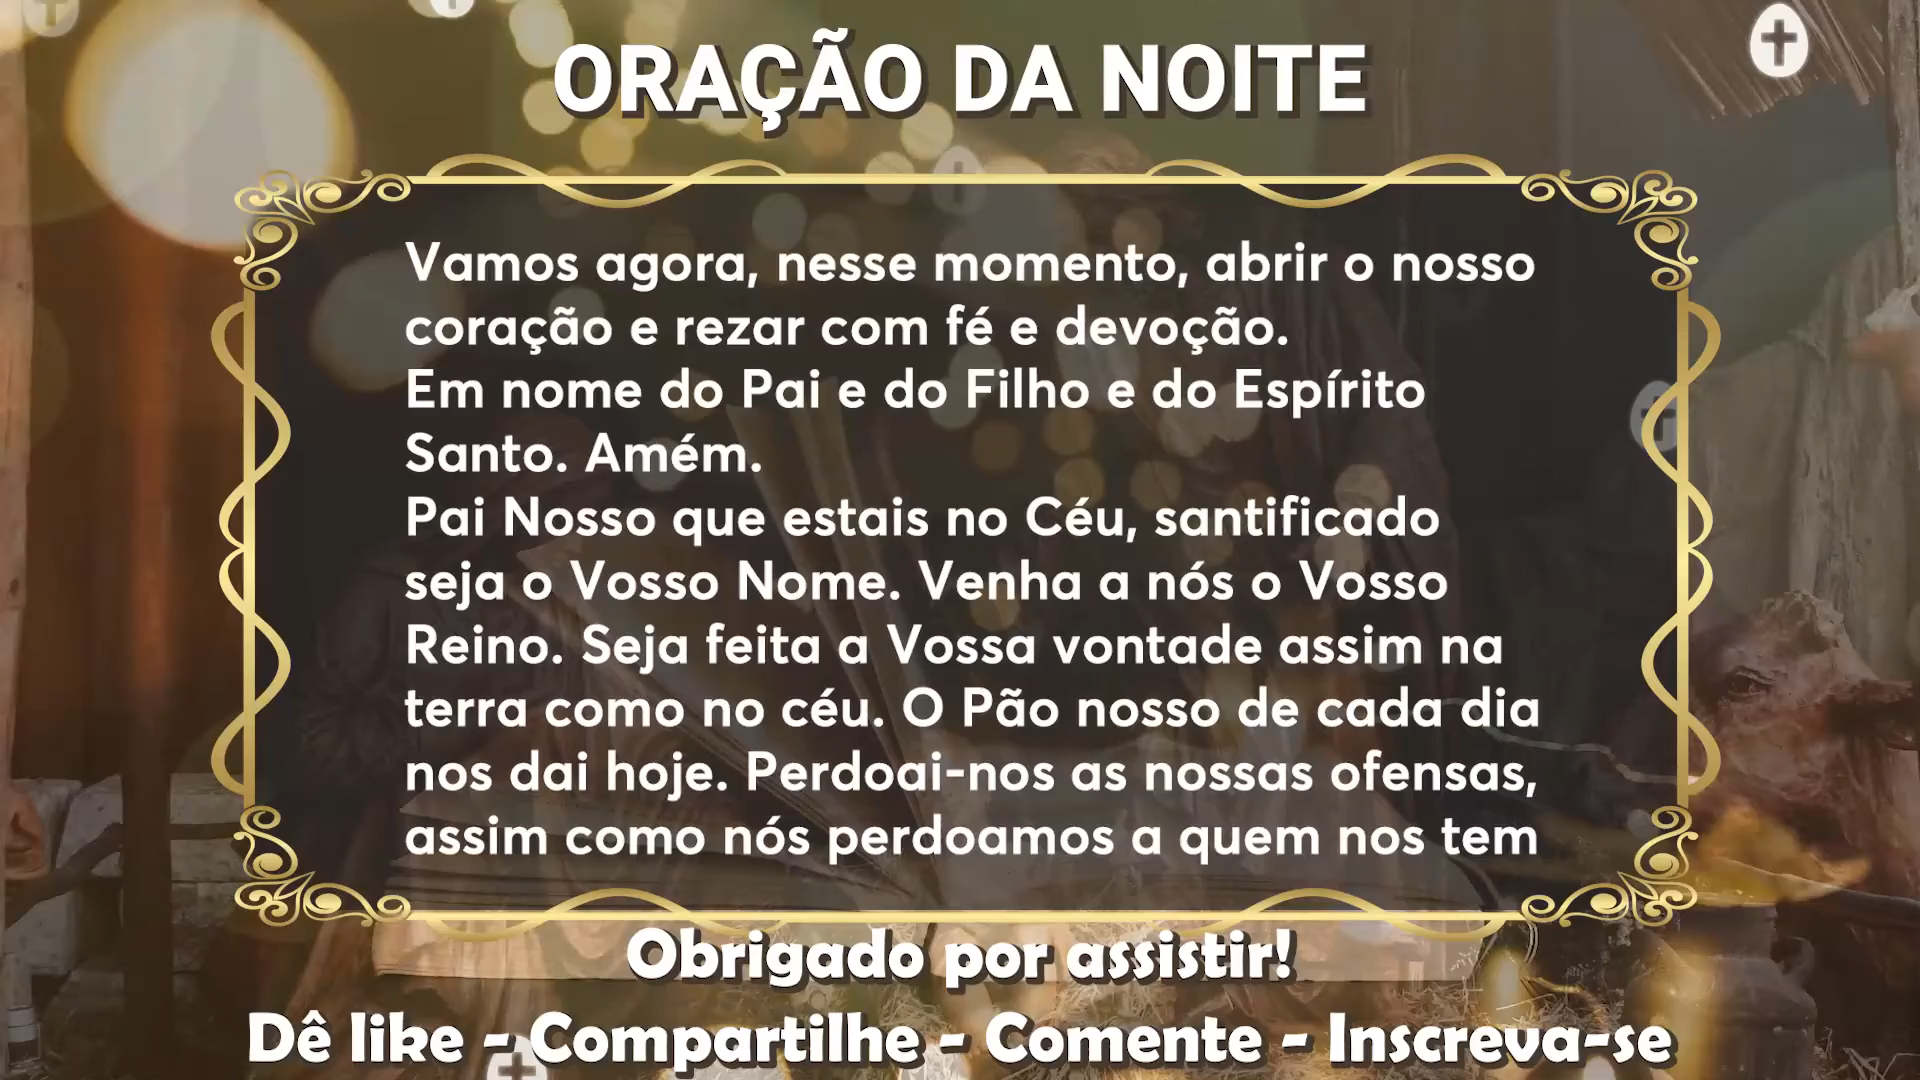 ORAÇÃO DA NOITE
Vamos agora, nesse momento, abrir o nosso
coração e rezar com fé e devoção.
Em nome do Pai e do Filho e do Espírito
Santo. Amém.
Pai Nosso que estais no Céu, santificado
seja o Vosso Nome. Venha a nós o Vosso
Reino. Seja feita a Vossa vontade assim na
terra como no céu. O Pão nosso de cada dia
nos dai hoje. Perdoai-nos as nossas ofensas,
assim como nós perdoamos a quem nos tem
Obrigado por assistir!
Dê like - Compartilhe - Comente - Inscreva-se